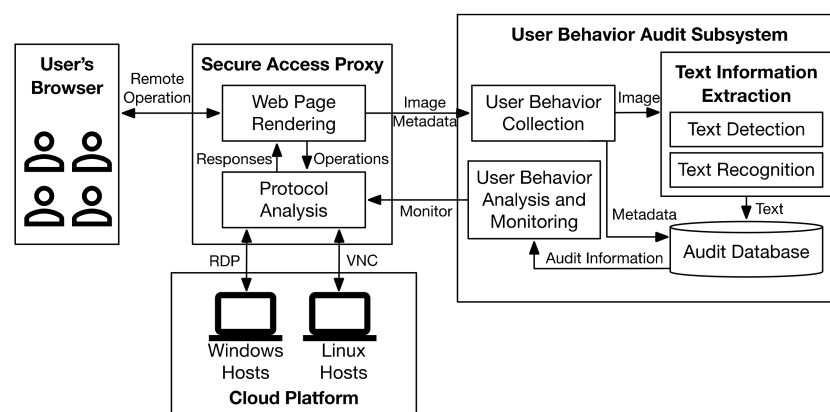 User's
Browser
Remote
Operation
Secure Access Proxy
Web Page
Rendering
Responses
Operations
Protocol
Analysis
Image
Metadata
User Behavior Audit Subsystem
User Behavior
Collection
Image
Text Information
Extraction
Text Detection
Text Recognition
User Behavior
Analysis and
Monitoring
Monitor
Metadata
Text
Audit Database
Audit Information
RDP
VNC
Windows
Hosts
Linux
Hosts
Cloud Platform